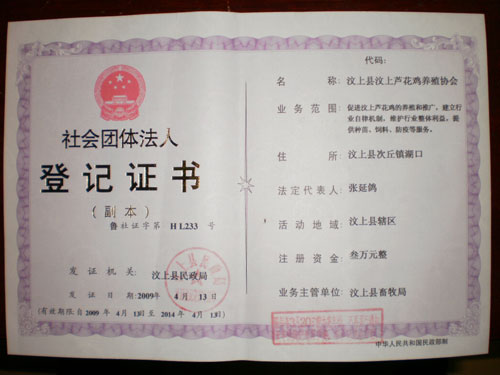 社会团体法人
登记证书
(副本)
鲁社证字第 H L233 号
发证机关: 汶上县民政局
发证日期: 2009年 4月 13日
(有效期限自2009年 4月 13日至2014年 4月 13日)
代码:
名称: 汶上县汶上芦花鸡养殖协会
业务范围: 促进汶上芦花鸡的养殖和推广，建立行
业自律机制，维护行业整体利益，提
供种苗、饲料、防疫等服务。
住所: 汶上县次丘镇湖口
法定代表人: 张延鸽
活动地域: 汶上县辖区
注册资金: 叁万元整
业务主管单位: 汶上县畜牧局
中华人民共和国民政部制